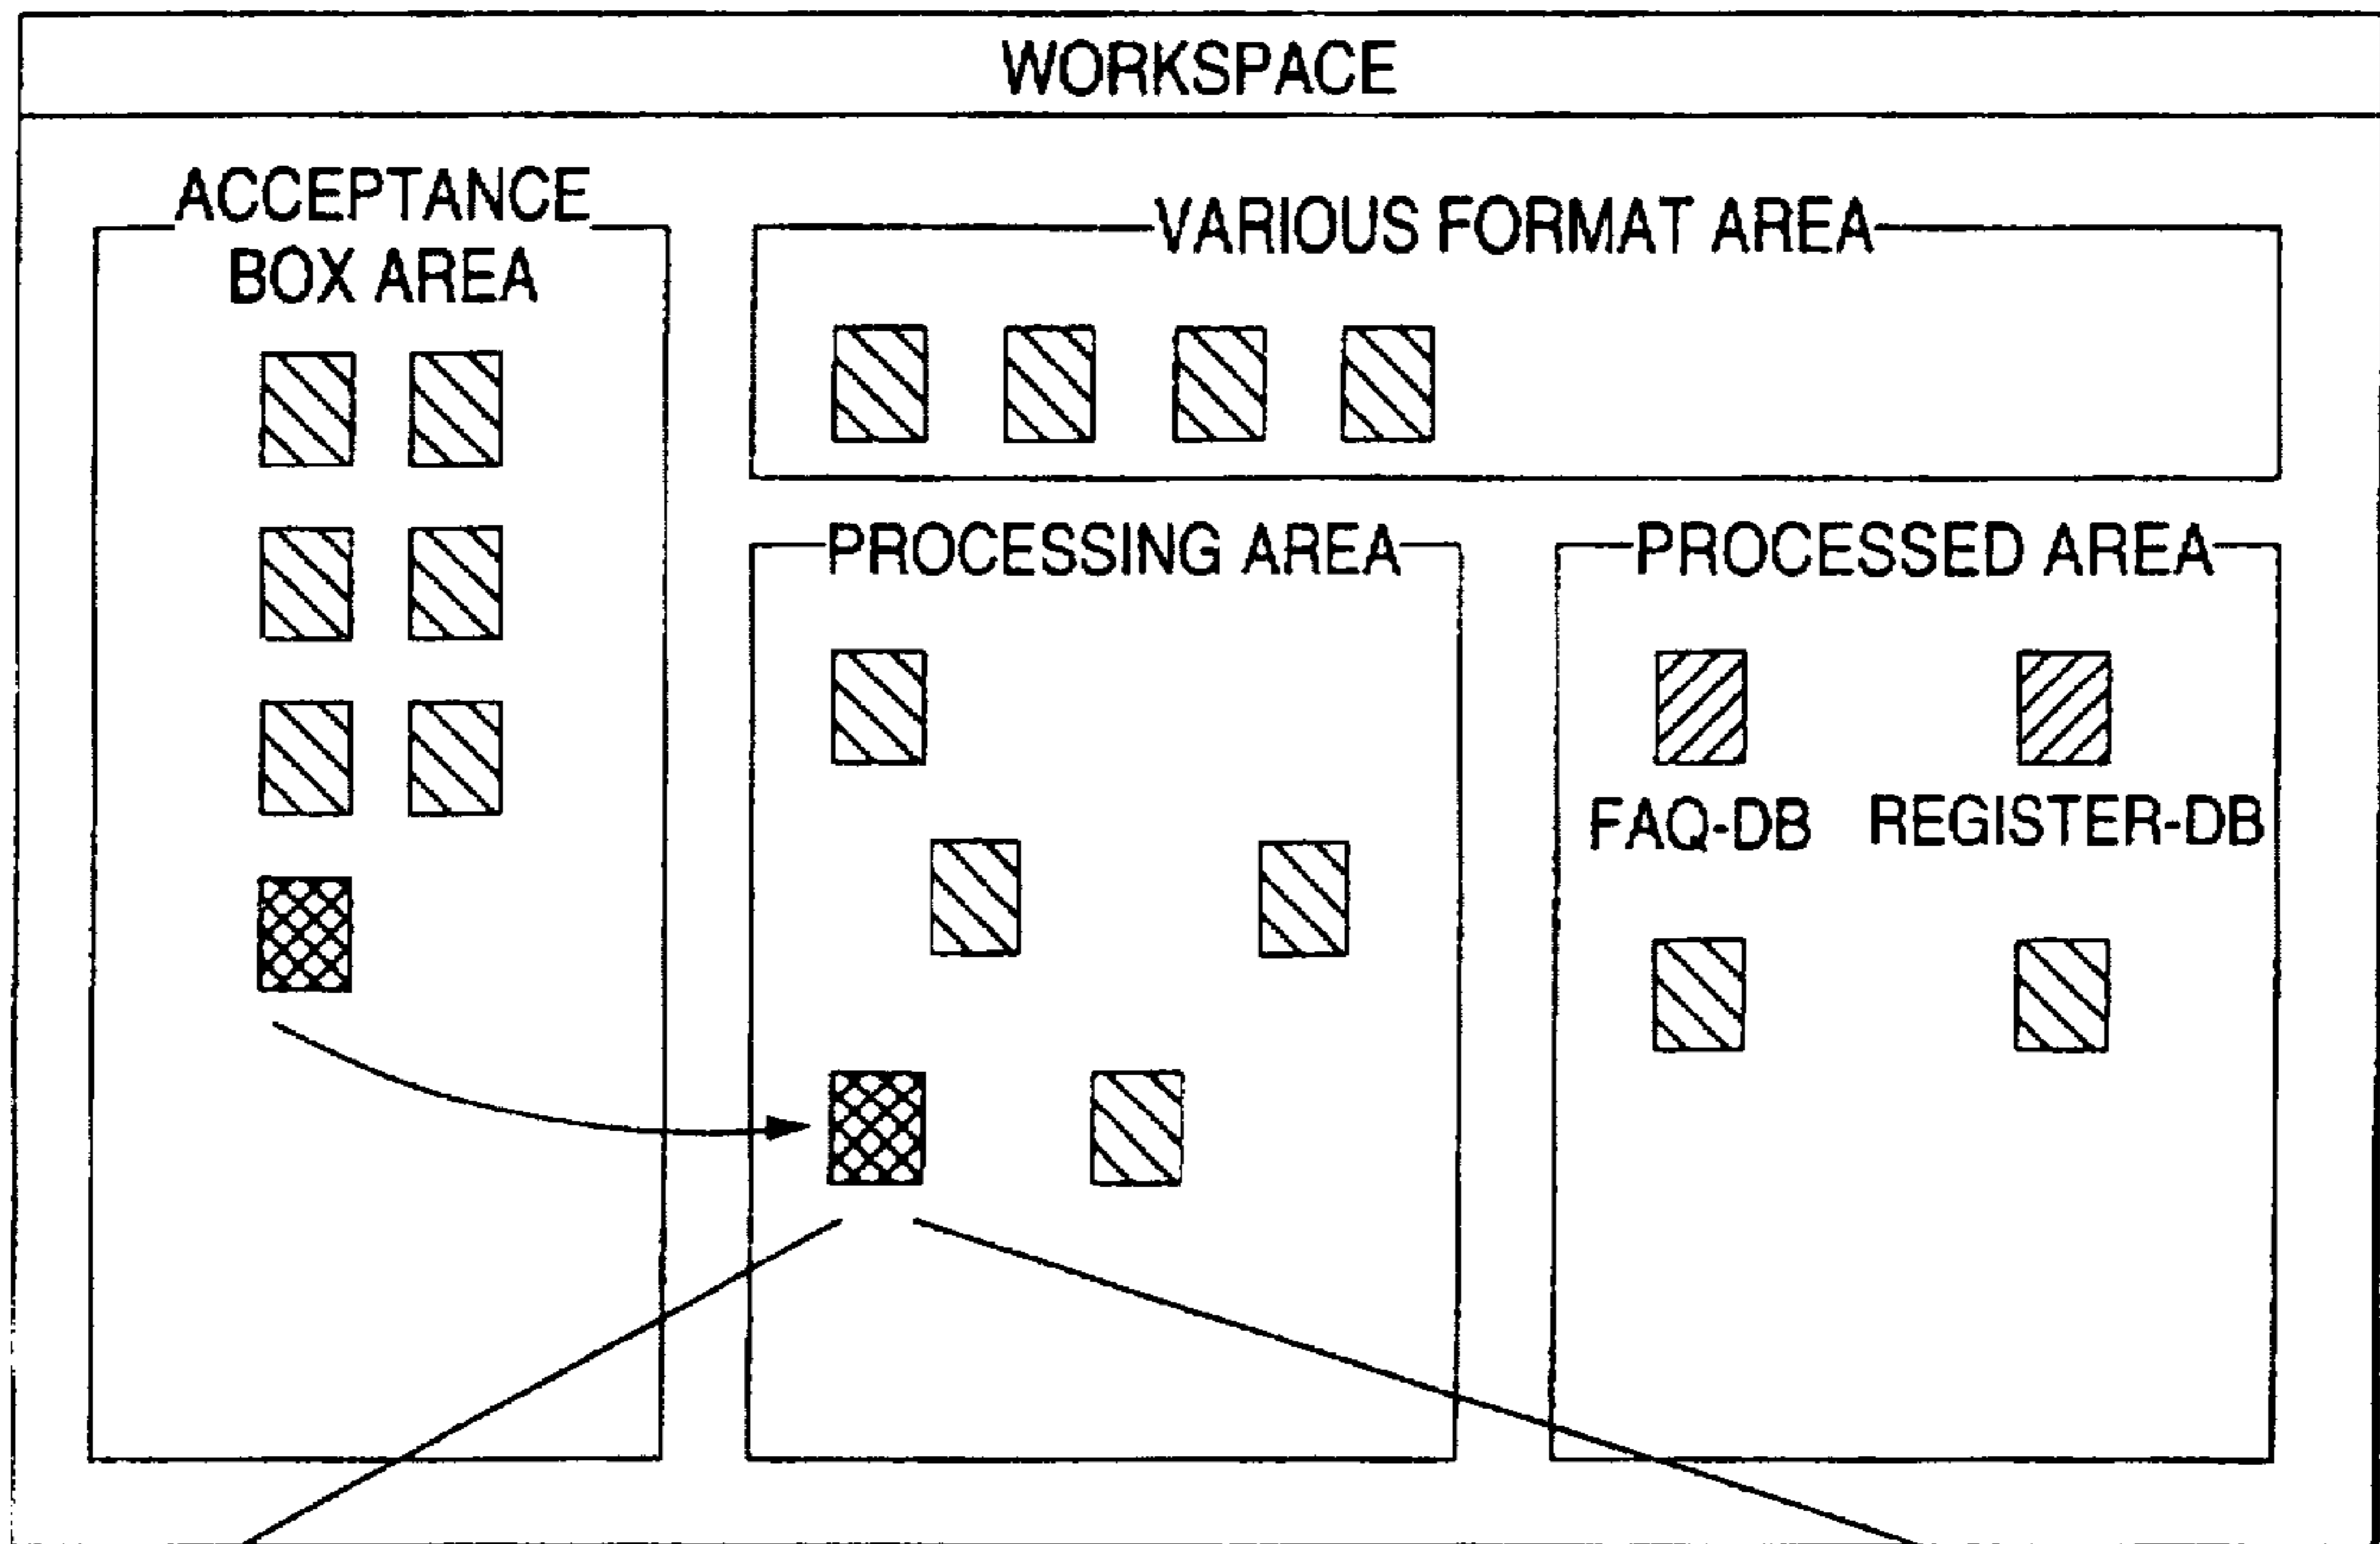 WORKSPACE
ACCEPTANCE
BOX AREA
VARIOUS FORMAT AREA
PROCESSING AREA
PROCESSED AREA
FAQ-DB
REGISTER-DB